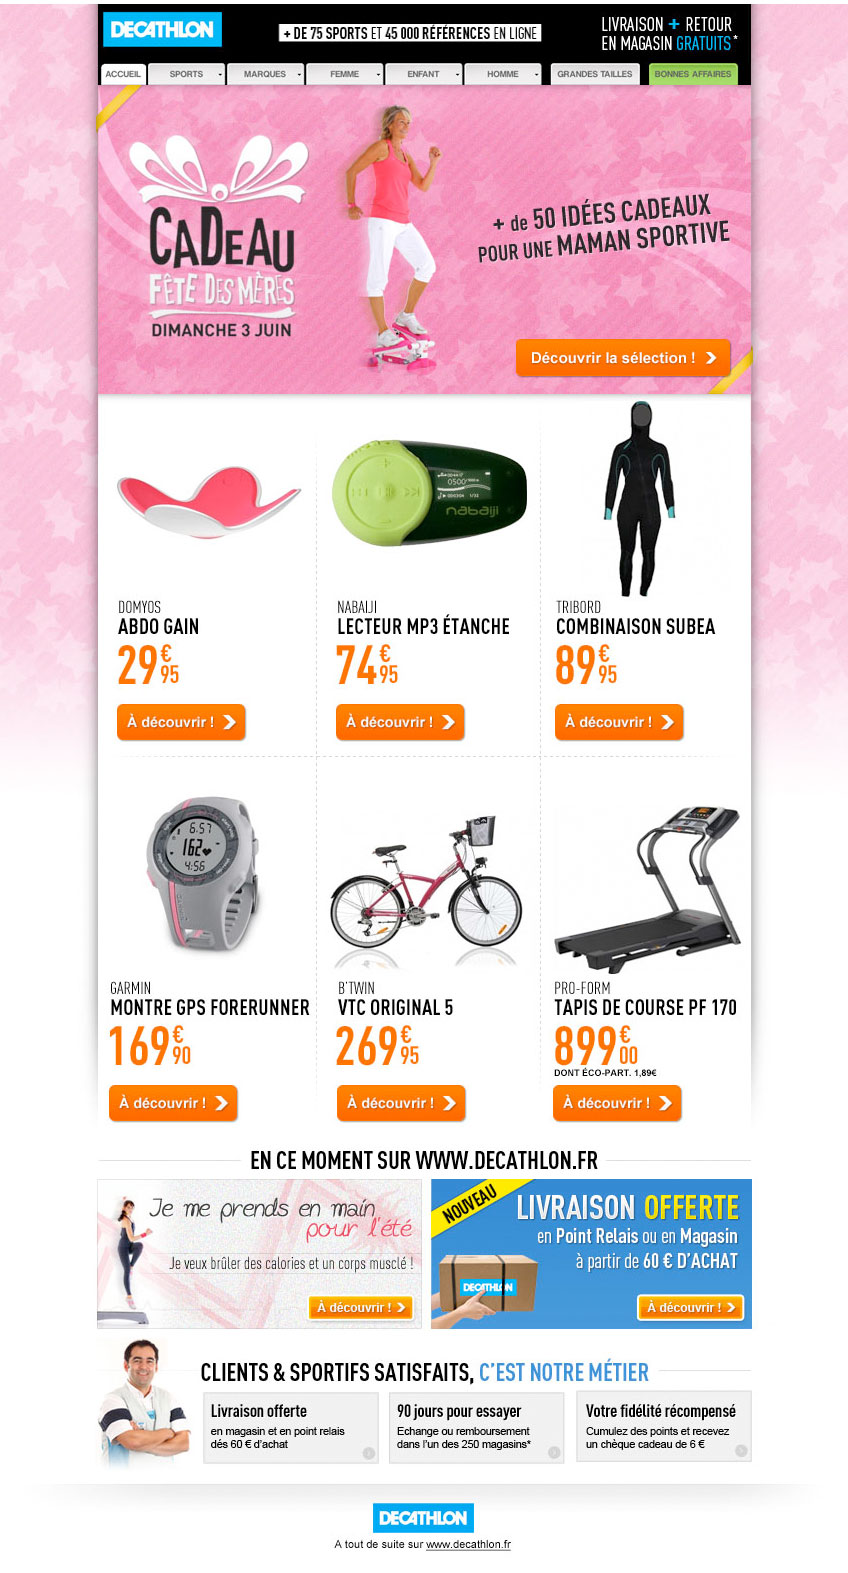 DECATHLON
+ DE 75 SPORTS ET 45 000 RÉFÉRENCES EN LIGNE
LIVRAISON + RETOUR
EN MAGASIN GRATUITS*
ACCUEIL SPORTS MARQUES FEMME ENFANT HOMME GRANDES TAILLES BONNES AFFAIRES
CADEAU
FÊTE DES MÈRES
DIMANCHE 3 JUIN
+ de 50 IDÉES CADEAUX
POUR UNE MAMAN SPORTIVE
Découvrir la sélection !
nabaiji
DOMYOS
ABDO GAIN
29€95
À découvrir !
NABAIJI
LECTEUR MP3 ÉTANCHE
74€95
À découvrir !
TRIBORD
COMBINAISON SUBEA
89€95
À découvrir !
6:57
162
4:56
GARMIN
MONTRE GPS FORERUNNER
169€90
À découvrir !
B'TWIN
VTC ORIGINAL 5
269€95
À découvrir !
PRO-FORM
TAPIS DE COURSE PF 170
899€00
DONT ÉCO-PART. 1,89€
À découvrir !
EN CE MOMENT SUR WWW.DECATHLON.FR
Je me prends en main
pour l'été
Je veux brûler des calories et un corps musclé !
À découvrir !
NOUVEAU
LIVRAISON OFFERTE
en Point Relais ou en Magasin
à partir de 60 € D'ACHAT
DECATHLON
À découvrir !
CLIENTS & SPORTIFS SATISFAITS, C'EST NOTRE MÉTIER
Livraison offerte
en magasin et en point relais
dés 60 € d'achat
90 jours pour essayer
Echange ou remboursement
dans l'un des 250 magasins*
Votre fidélité récompensé
Cumulez des points et recevez
un chèque cadeau de 6 €
DECATHLON
A tout de suite sur www.decathlon.fr